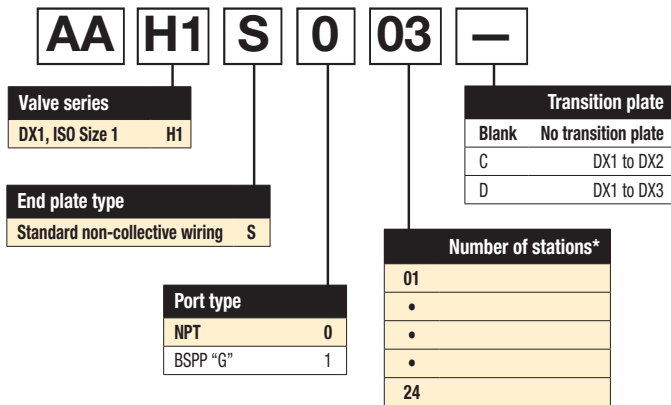 AA H1 S 0 03 —
Valve series
DX1, ISO Size 1 H1
End plate type
Standard non-collective wiring S
Port type
NPT 0
BSPP “G” 1
Number of stations*
01
•
•
•
24
Transition plate
Blank No transition plate
C DX1 to DX2
D DX1 to DX3